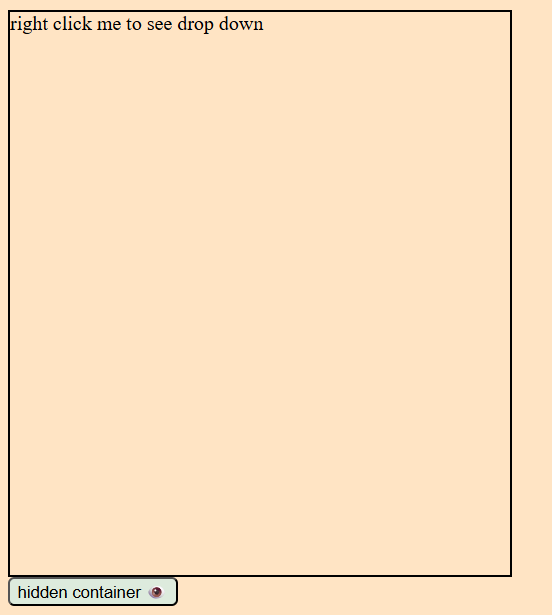 right click me to see drop down
hidden container 👁